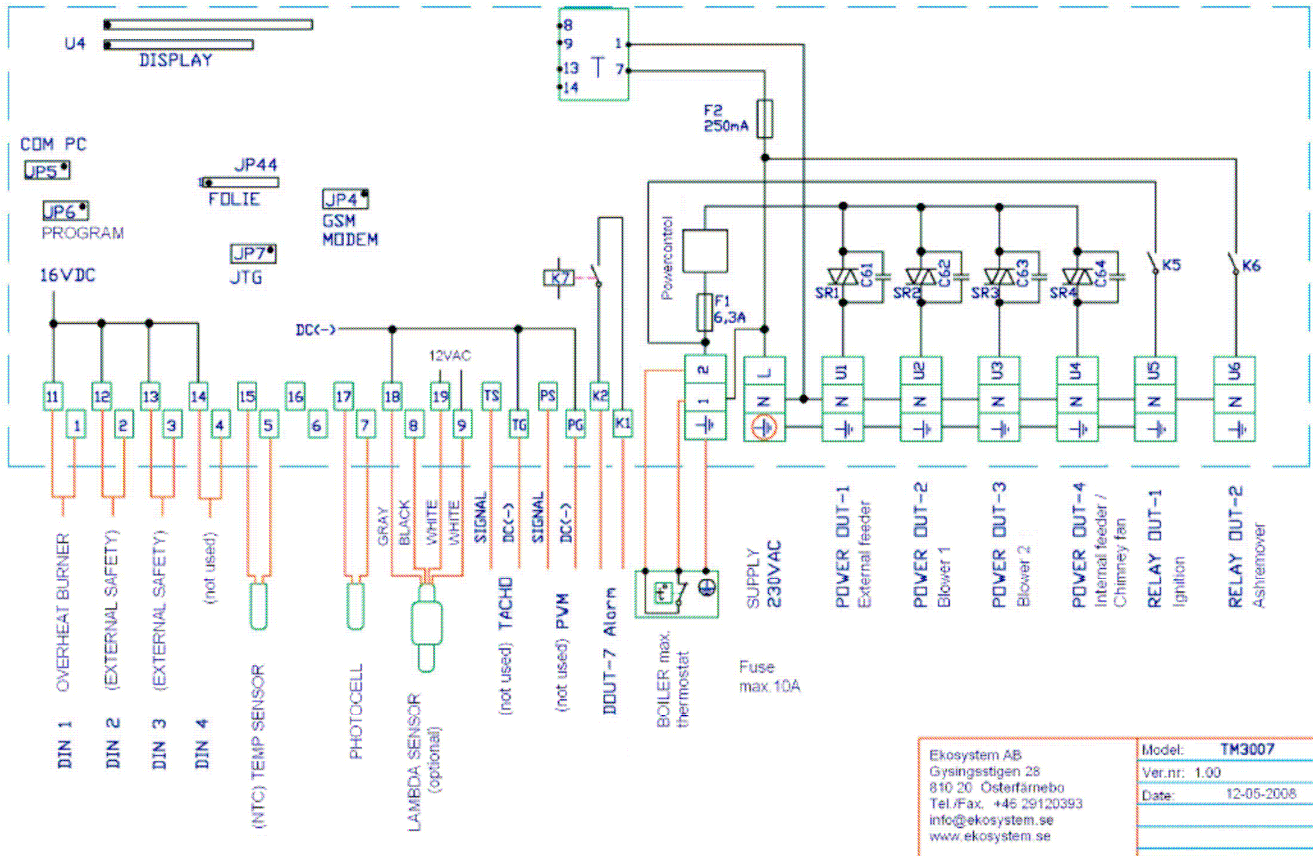 U4
DISPLAY
8
9
13
14
T
1
7
F2
250mA
COM PC
JP5
JP6
PROGRAM
JP44
FOLIE
JP4
GSM
MODEM
JP7
JTG
16VDC
K7
Powercontrol
F1
6,3A
SR1
C61
SR2
C62
SR3
C63
SR4
C64
K5
K6
DC(-)
12VAC
11
12
13
14
15
16
17
18
19
TS
PS
K2
1
2
3
4
5
6
7
8
9
TG
PG
K1
2
1
L
N
U1
N
U2
N
U3
N
U4
N
U5
N
U6
N
GRAY
BLACK
WHITE
WHITE
SIGNAL
DC(-)
SIGNAL
DC(-)
DIN 1 OVERHEAT BURNER
DIN 2 (EXTERNAL SAFETY)
DIN 3 (EXTERNAL SAFETY)
DIN 4 (not used)
(NTC) TEMP SENSOR
PHOTOCELL
LAMBDA SENSOR
(optional)
(not used) TACHO
(not used) PVM
DOUT-7 Alarm
BOILER max.
thermostat
SUPPLY
230VAC
Fuse
max.10A
POWER OUT-1
External feeder
POWER OUT-2
Blower 1
POWER OUT-3
Blower 2
POWER OUT-4
Internal feeder /
Chimney fan
RELAY OUT-1
Ignition
RELAY OUT-2
Ashremover
Ekosystem AB
Gysingsstigen 28
810 20 Österfärnebo
Tel./Fax. +46 29120393
info@ekosystem.se
www.ekosystem.se
Model: TM3007
Ver.nr: 1.00
Date: 12-05-2008